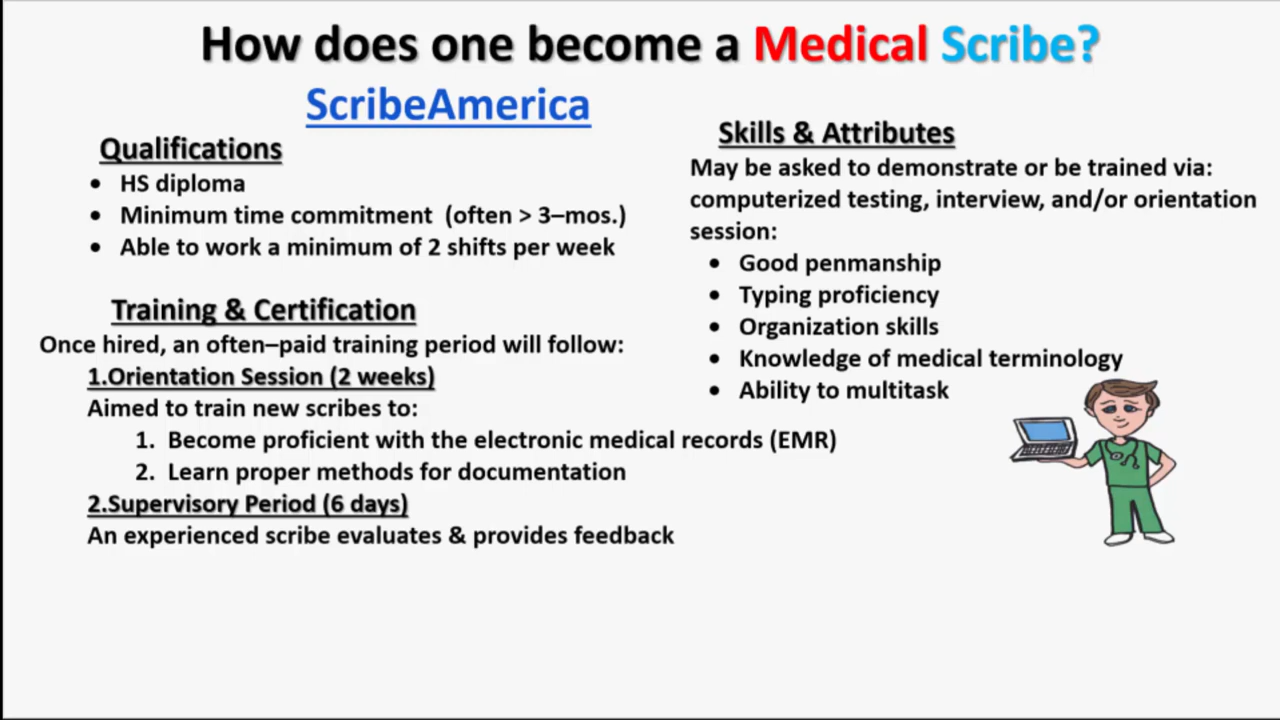 How does one become a Medical Scribe?
ScribeAmerica
Qualifications
• HS diploma
• Minimum time commitment (often > 3–mos.)
• Able to work a minimum of 2 shifts per week
Training & Certification
Once hired, an often–paid training period will follow:
1.Orientation Session (2 weeks)
Aimed to train new scribes to:
1. Become proficient with the electronic medical records (EMR)
2. Learn proper methods for documentation
2.Supervisory Period (6 days)
An experienced scribe evaluates & provides feedback
Skills & Attributes
May be asked to demonstrate or be trained via:
computerized testing, interview, and/or orientation
session:
• Good penmanship
• Typing proficiency
• Organization skills
• Knowledge of medical terminology
• Ability to multitask